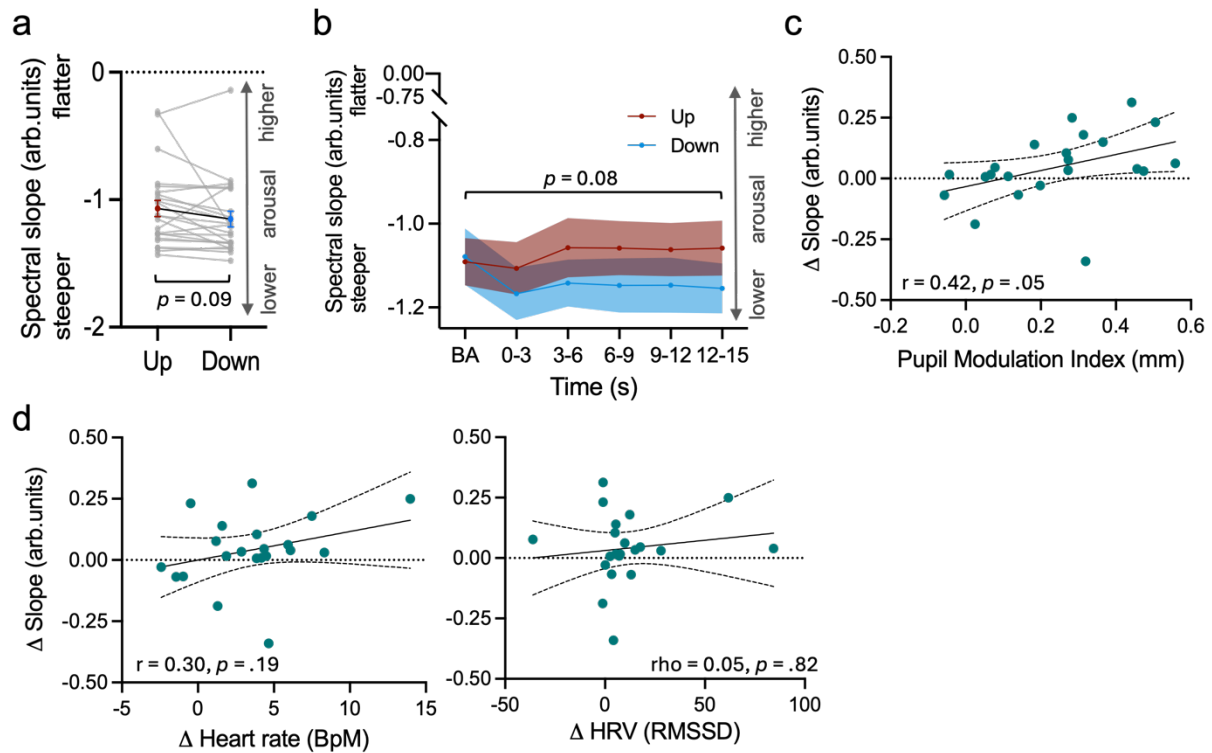 a
Spectral slope (arb.units)
steeper flatter
0
-1
-2
Up Down
p = 0.09
lower arousal higher
b
Spectral slope (arb.units)
steeper flatter
0.00
-0.75
-0.8
-1.0
-1.2
Up
Down
p = 0.08
BA 0-3 3-6 6-9 9-12 12-15
Time (s)
lower arousal higher
c
Δ Slope (arb.units)
0.50
0.25
0.00
-0.25
-0.50
r = 0.42, p = .05
-0.2 0.0 0.2 0.4 0.6
Pupil Modulation Index (mm)
d
Δ Slope (arb.units)
0.50
0.25
0.00
-0.25
-0.50
r = 0.30, p = .19
-5 0 5 10 15
Δ Heart rate (BpM)
0.50
0.25
0.00
-0.25
-0.50
rho = 0.05, p = .82
-50 0 50 100
Δ HRV (RMSSD)